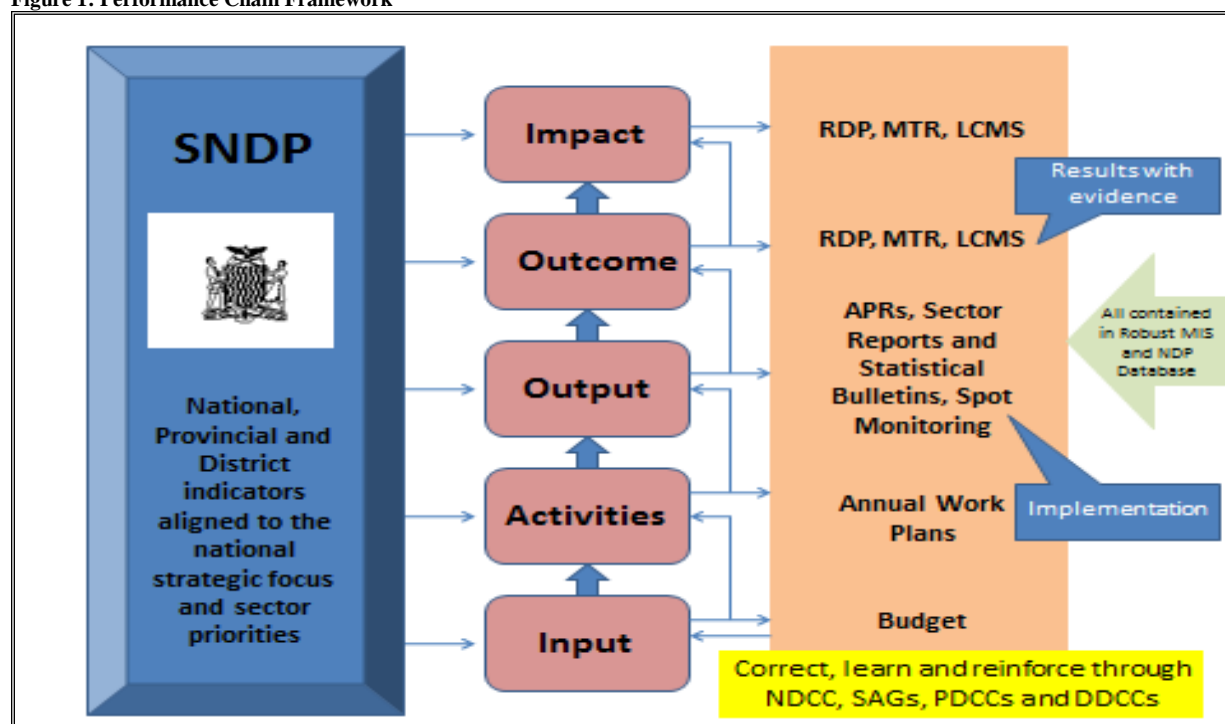 Figure 1: Performance Chain Framework
SNDP
National,
Provincial and
District
indicators
aligned to the
national
strategic focus
and sector
priorities
Impact
Outcome
Output
Activities
Input
RDP, MTR, LCMS
RDP, MTR, LCMS
APRs, Sector
Reports and
Statistical
Bulletins, Spot
Monitoring
Annual Work
Plans
Budget
Results with
evidence
Implementation
All contained
in Robust MIS
and NDP
Database
Correct, learn and reinforce through
NDCC, SAGs, PDCCs and DDCCs